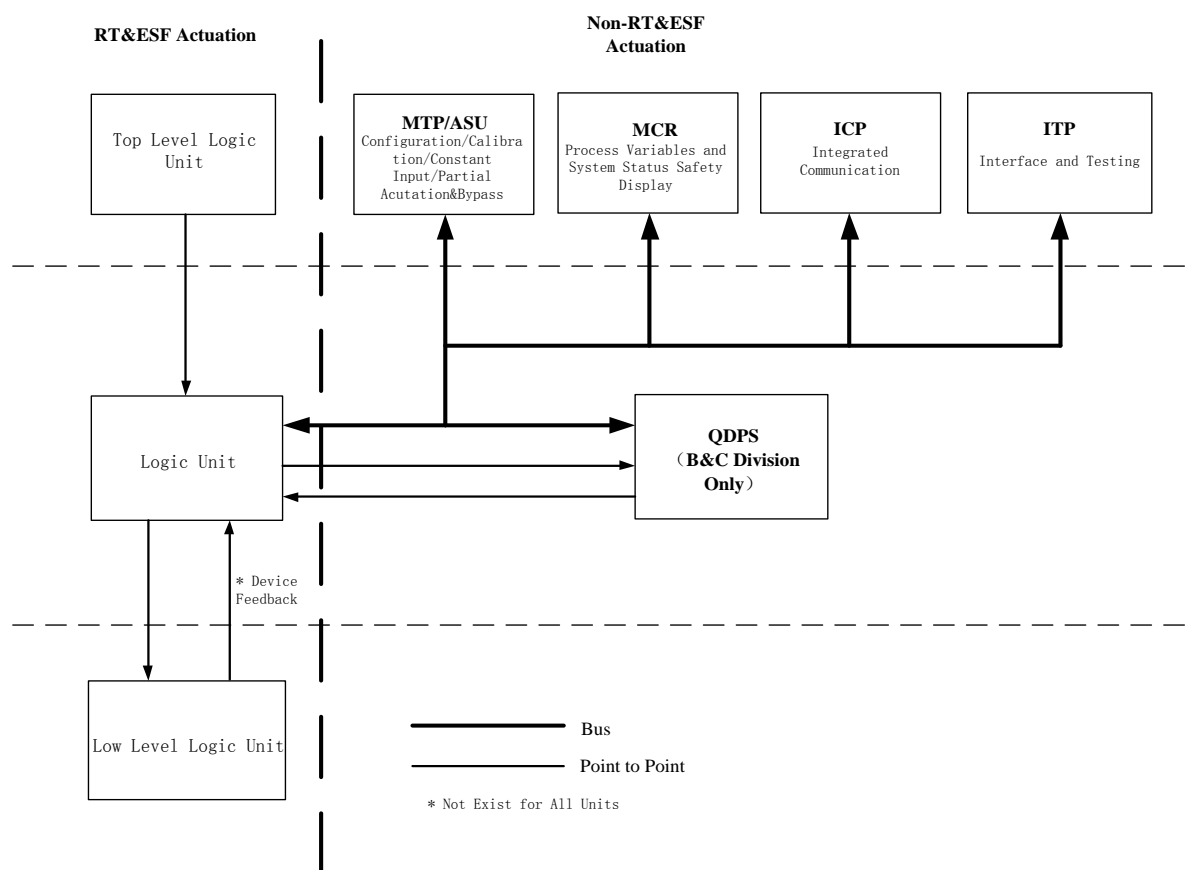 RT&ESF Actuation
Non-RT&ESF
Actuation
Top Level Logic
Unit
MTP/ASU
Configuration/Calibra
tion/Constant
Input/Partial
Acutation&Bypass
MCR
Process Variables and
System Status Safety
Display
ICP
Integrated
Communication
ITP
Interface and Testing
Logic Unit
QDPS
（B&C Division
Only）
* Device
Feedback
Low Level Logic Unit
Bus
Point to Point
* Not Exist for All Units